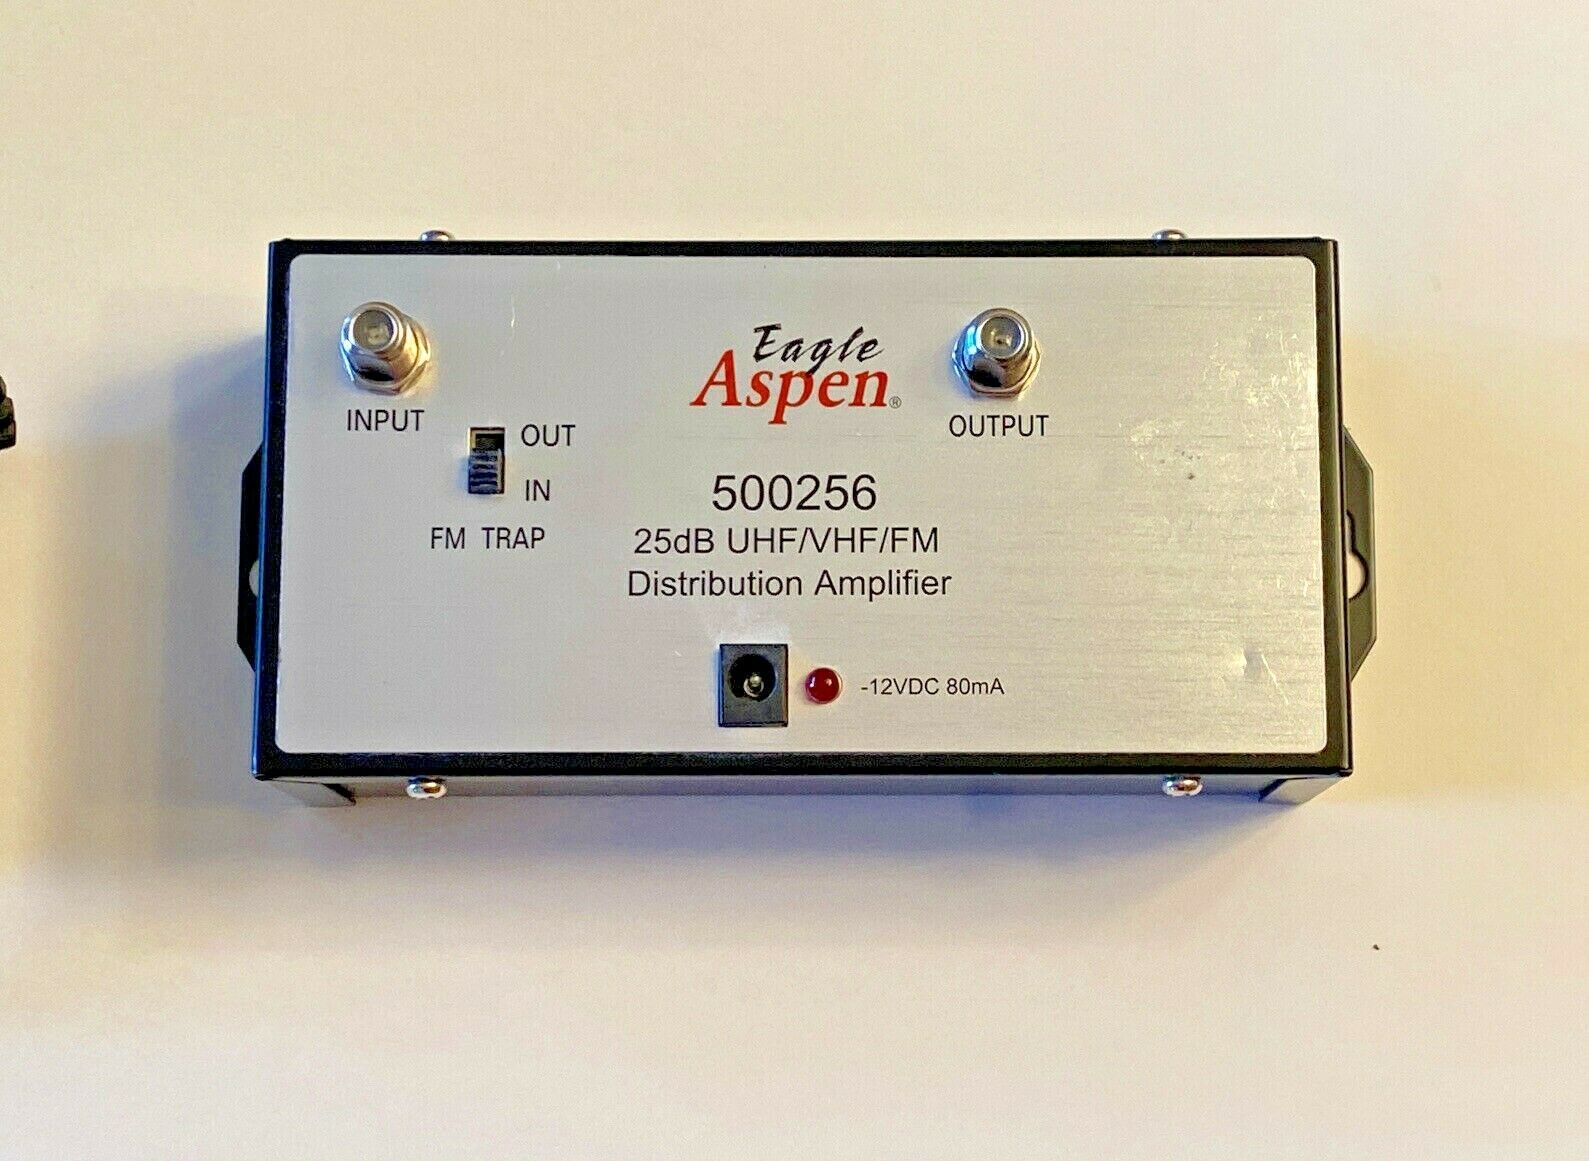 Eagle
Aspen®
INPUT
OUTPUT
OUT
IN
FM TRAP
500256
25dB UHF/VHF/FM
Distribution Amplifier
-12VDC 80mA